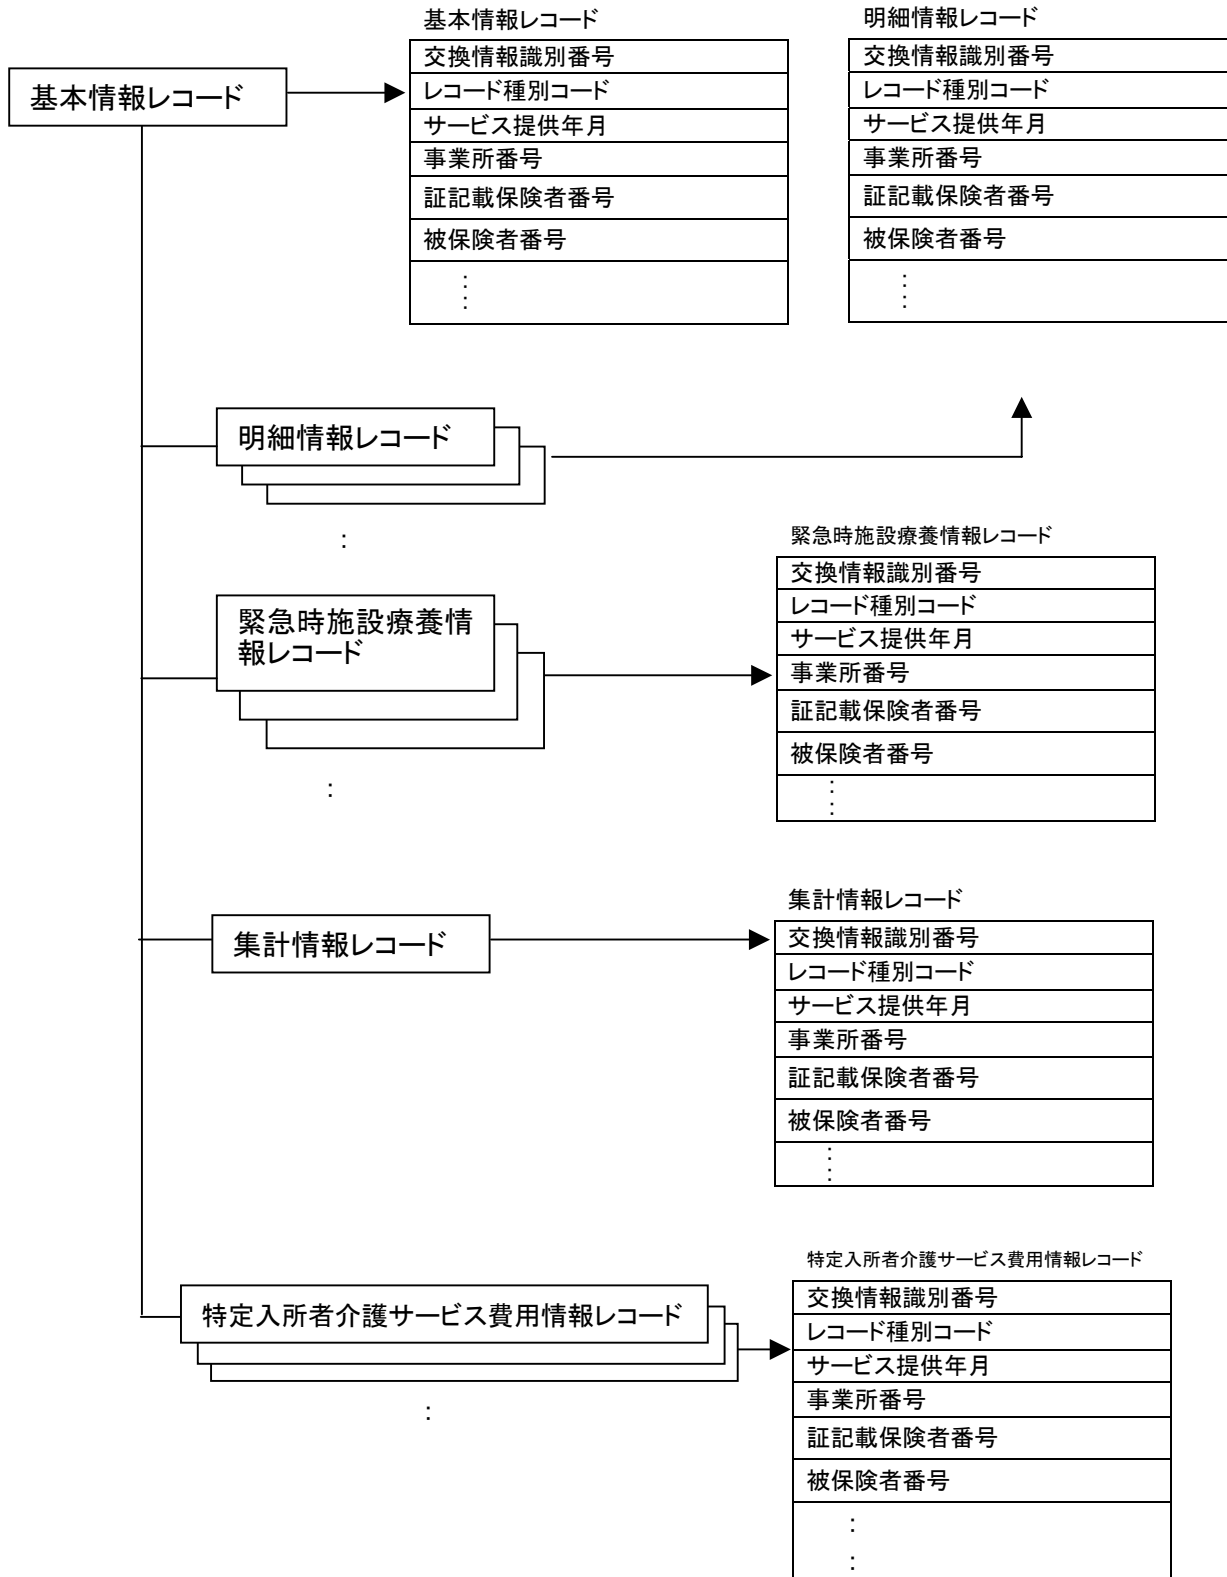 基本情報レコード
基本情報レコード
交換情報識別番号
レコード種別コード
サービス提供年月
事業所番号
証記載保険者番号
被保険者番号
:
:
明細情報レコード
交換情報識別番号
レコード種別コード
サービス提供年月
事業所番号
証記載保険者番号
被保険者番号
:
:
明細情報レコード
:
緊急時施設療養情
報レコード
:
緊急時施設療養情報レコード
交換情報識別番号
レコード種別コード
サービス提供年月
事業所番号
証記載保険者番号
被保険者番号
:
:
集計情報レコード
集計情報レコード
交換情報識別番号
レコード種別コード
サービス提供年月
事業所番号
証記載保険者番号
被保険者番号
:
:
特定入所者介護サービス費用情報レコード
:
特定入所者介護サービス費用情報レコード
交換情報識別番号
レコード種別コード
サービス提供年月
事業所番号
証記載保険者番号
被保険者番号
:
: